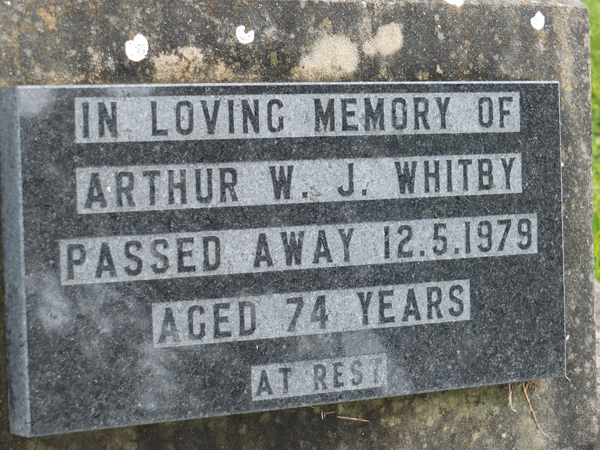 IN LOVING MEMORY OF
ARTHUR W. J. WHITBY
PASSED AWAY 12.5.1979
AGED 74 YEARS
AT REST